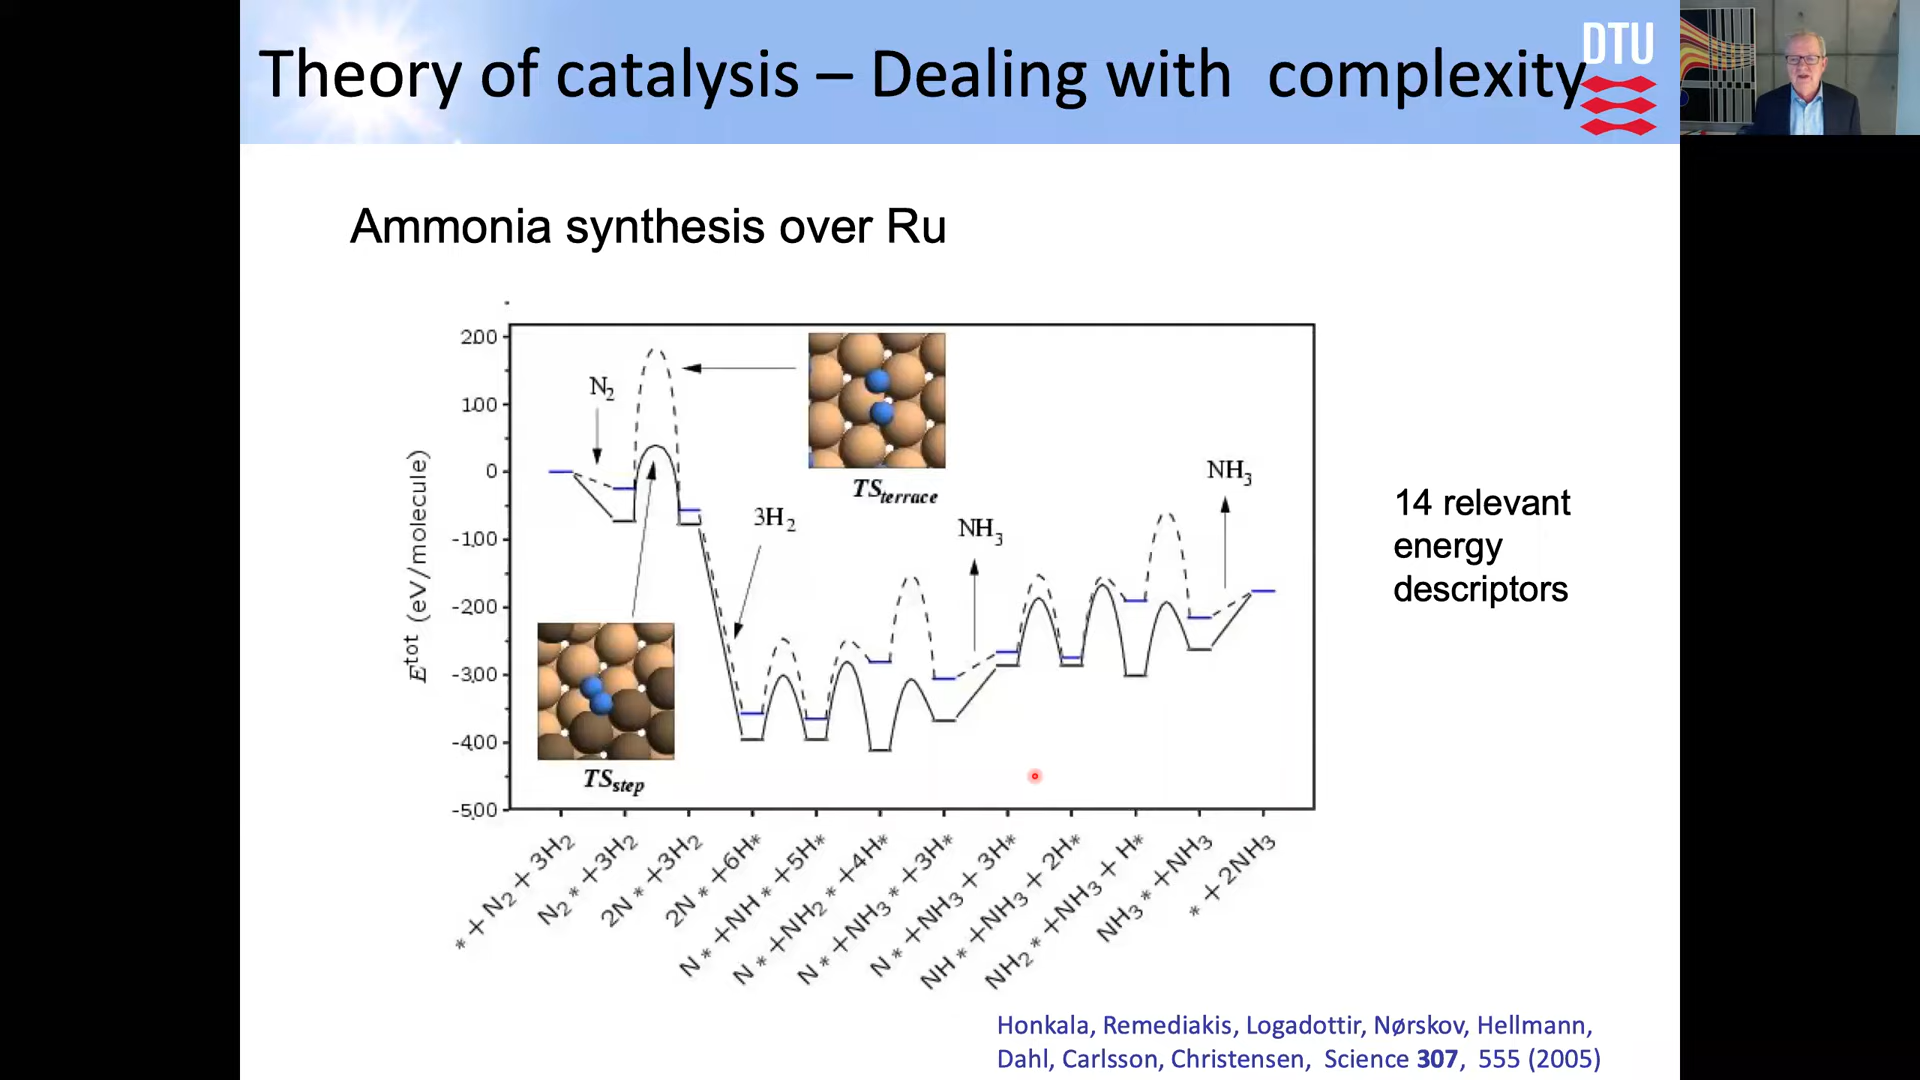 Theory of catalysis – Dealing with complexity
DTU
Ammonia synthesis over Ru
200
100
0
-100
-200
-300
-400
-500
E^tot (eV/molecule)
N₂
TS_terrace
3H₂
NH₃
NH₃
TS_step
14 relevant
energy
descriptors
* + N₂ + 3H₂
N₂ * +3H₂
2N * +3H₂
2N * +6H*
N * +NH * +5H*
N * +NH₂ * +4H*
N * +NH₃ * +3H*
N * +NH₃ + 3H*
NH * +NH₃ + 2H*
NH₂ * +NH₃ + H*
NH₃ * +NH₃
* + 2NH₃
Honkala, Remediakis, Logadottir, Nørskov, Hellmann,
Dahl, Carlsson, Christensen, Science 307, 555 (2005)